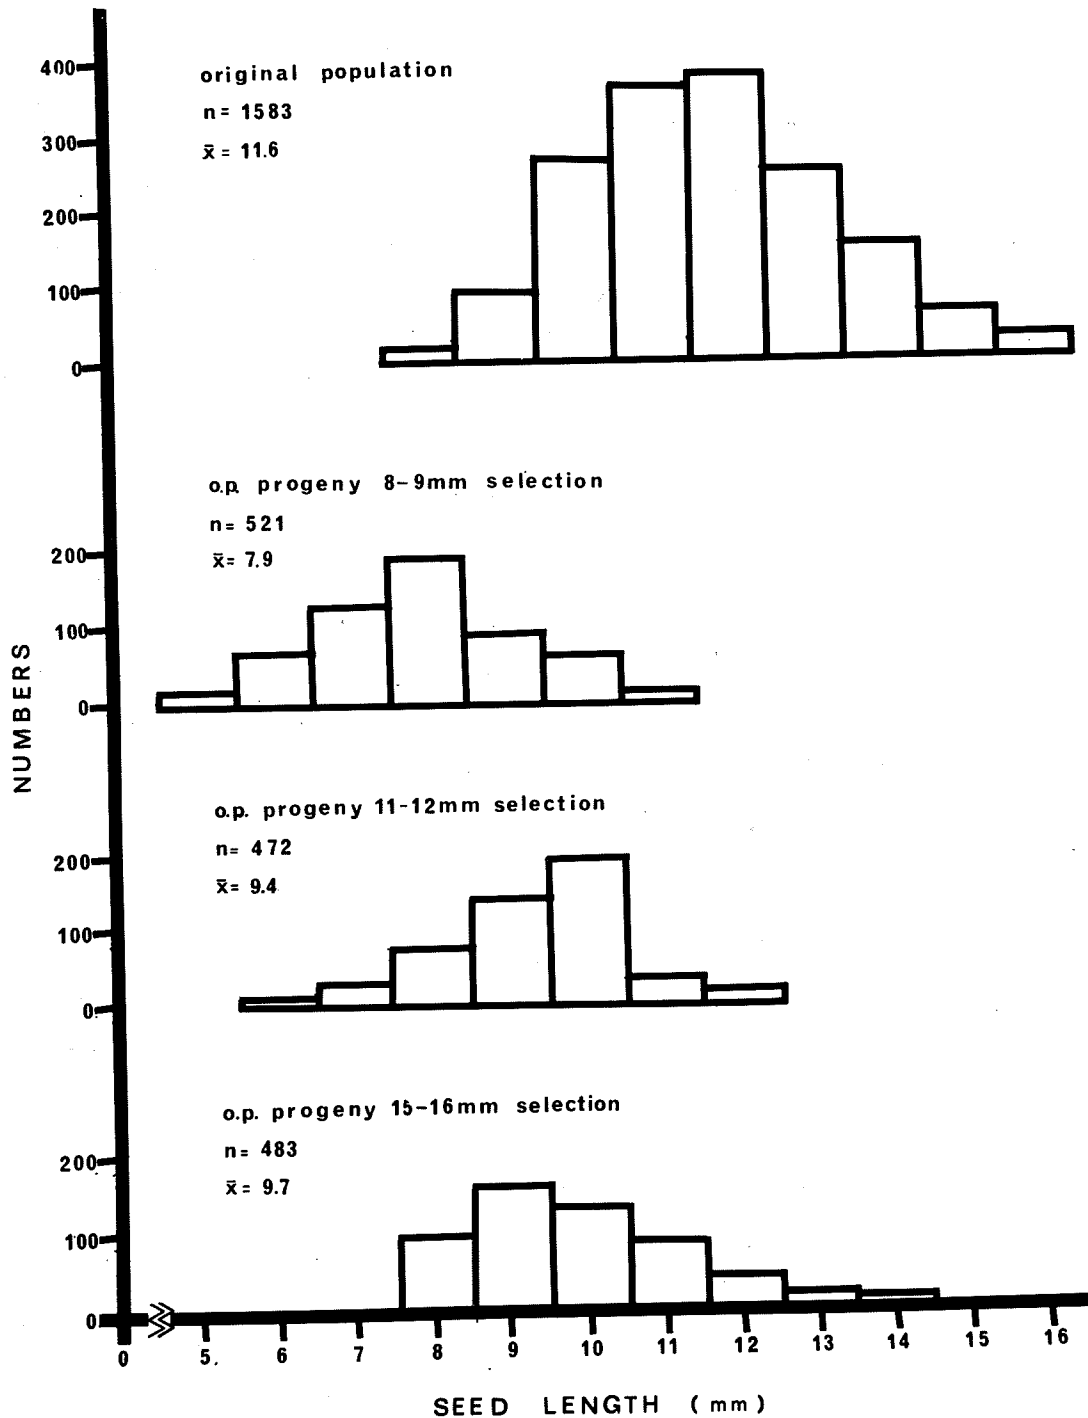 original population
n= 1583
x̄ = 11.6
400
300
200
100
0
o.p. progeny 8-9mm selection
n= 521
x̄= 7.9
200
100
0
NUMBERS
o.p. progeny 11-12mm selection
n= 472
x̄= 9.4
200
100
0
o.p. progeny 15-16mm selection
n= 483
x̄= 9.7
200
100
0
0 5 6 7 8 9 10 11 12 13 14 15 16
SEED LENGTH (mm)